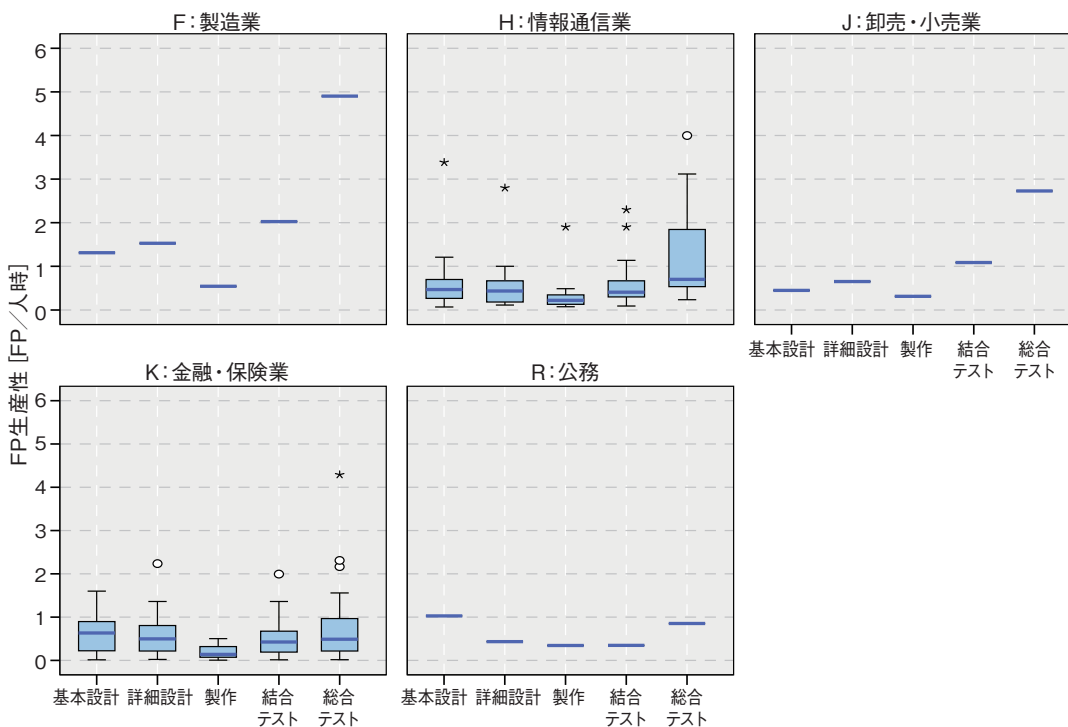 F：製造業
H：情報通信業
J：卸売・小売業
6
5
4
3
2
1
0
基本設計 詳細設計 製作 結合テスト 総合テスト
FP生産性 [FP／人時]
K：金融・保険業
R：公務
6
5
4
3
2
1
0
基本設計 詳細設計 製作 結合テスト 総合テスト
基本設計 詳細設計 製作 結合テスト 総合テスト